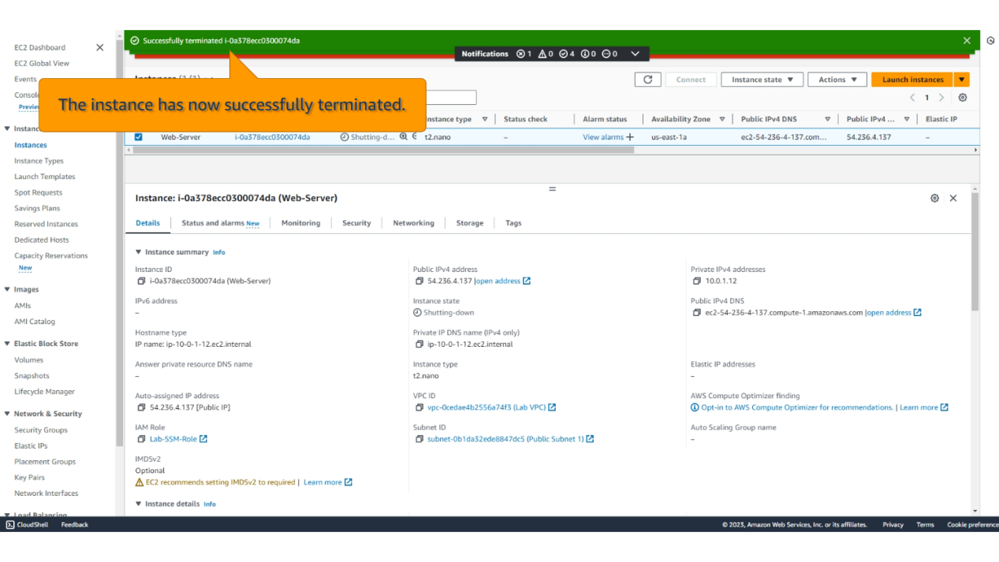 Successfully terminated i-0a378ecc0300074da
Notifications 1 0 4 0 0
EC2 Dashboard
EC2 Global View
Events
Console
Preview
Instances
Instances
Instance Types
Launch Templates
Spot Requests
Savings Plans
Reserved Instances
Dedicated Hosts
Capacity Reservations
New
Images
AMIs
AMI Catalog
Elastic Block Store
Volumes
Snapshots
Lifecycle Manager
Network & Security
Security Groups
Elastic IPs
Placement Groups
Key Pairs
Network Interfaces
Load Balancing
The instance has now successfully terminated.
Instances (1/1)
Connect Instance state Actions Launch instances
1
Instance type Status check Alarm status Availability Zone Public IPv4 DNS Public IPv4 ... Elastic IP
Web-Server i-0a378ecc0300074da Shutting-d... t2.nano – View alarms + us-east-1a ec2-54-236-4-137.com... 54.236.4.137 –
Instance: i-0a378ecc0300074da (Web-Server)
Details Status and alarms New Monitoring Security Networking Storage Tags
Instance summary Info
Instance ID
i-0a378ecc0300074da (Web-Server)
Public IPv4 address
54.236.4.137 |open address
Private IPv4 addresses
10.0.1.12
IPv6 address
–
Instance state
Shutting-down
Public IPv4 DNS
ec2-54-236-4-137.compute-1.amazonaws.com |open address
Hostname type
IP name: ip-10-0-1-12.ec2.internal
Private IP DNS name (IPv4 only)
ip-10-0-1-12.ec2.internal
Answer private resource DNS name
–
Instance type
t2.nano
Elastic IP addresses
–
Auto-assigned IP address
54.236.4.137 [Public IP]
VPC ID
vpc-0cedae4b2556a74f3 (Lab VPC)
AWS Compute Optimizer finding
Opt-in to AWS Compute Optimizer for recommendations. | Learn more
IAM Role
Lab-SSM-Role
Subnet ID
subnet-0b1da32ede8847dc5 (Public Subnet 1)
Auto Scaling Group name
–
IMDSv2
Optional
EC2 recommends setting IMDSv2 to required | Learn more
Instance details Info
CloudShell Feedback
© 2023, Amazon Web Services, Inc. or its affiliates. Privacy Terms Cookie preference